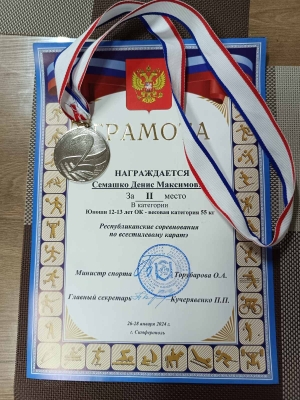 ГРАМОТА
НАГРАЖДАЕТСЯ
Семашко Денис Максимов
За II место
В категории
Юноши 12-13 лет ОК - весовая категория 55 кг
Республиканские соревнования
по всестилевому каратэ
Министр спорта Торубарова О.А.
Главный секретарь Кучерявенко П.П.
26-28 января 2024 г.
г. Симферополь